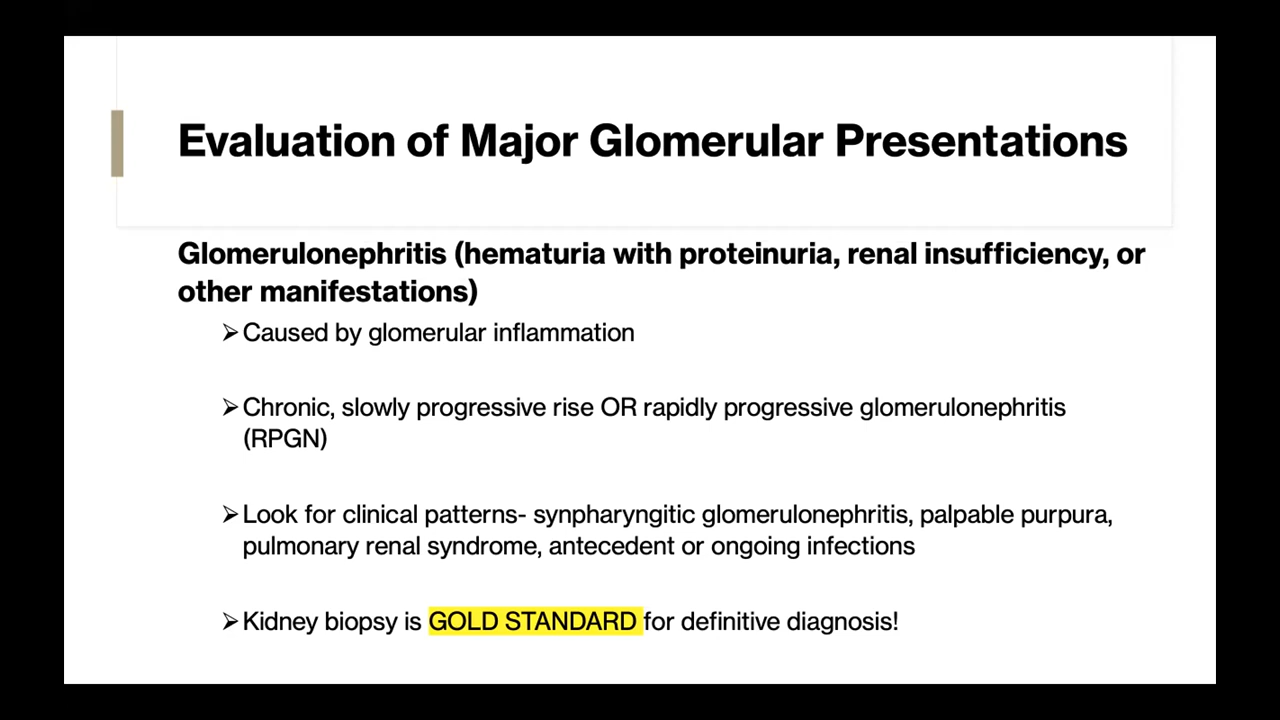 Evaluation of Major Glomerular Presentations
Glomerulonephritis (hematuria with proteinuria, renal insufficiency, or
other manifestations)
➢Caused by glomerular inflammation
➢Chronic, slowly progressive rise OR rapidly progressive glomerulonephritis
(RPGN)
➢Look for clinical patterns- synpharyngitic glomerulonephritis, palpable purpura,
pulmonary renal syndrome, antecedent or ongoing infections
➢Kidney biopsy is GOLD STANDARD for definitive diagnosis!